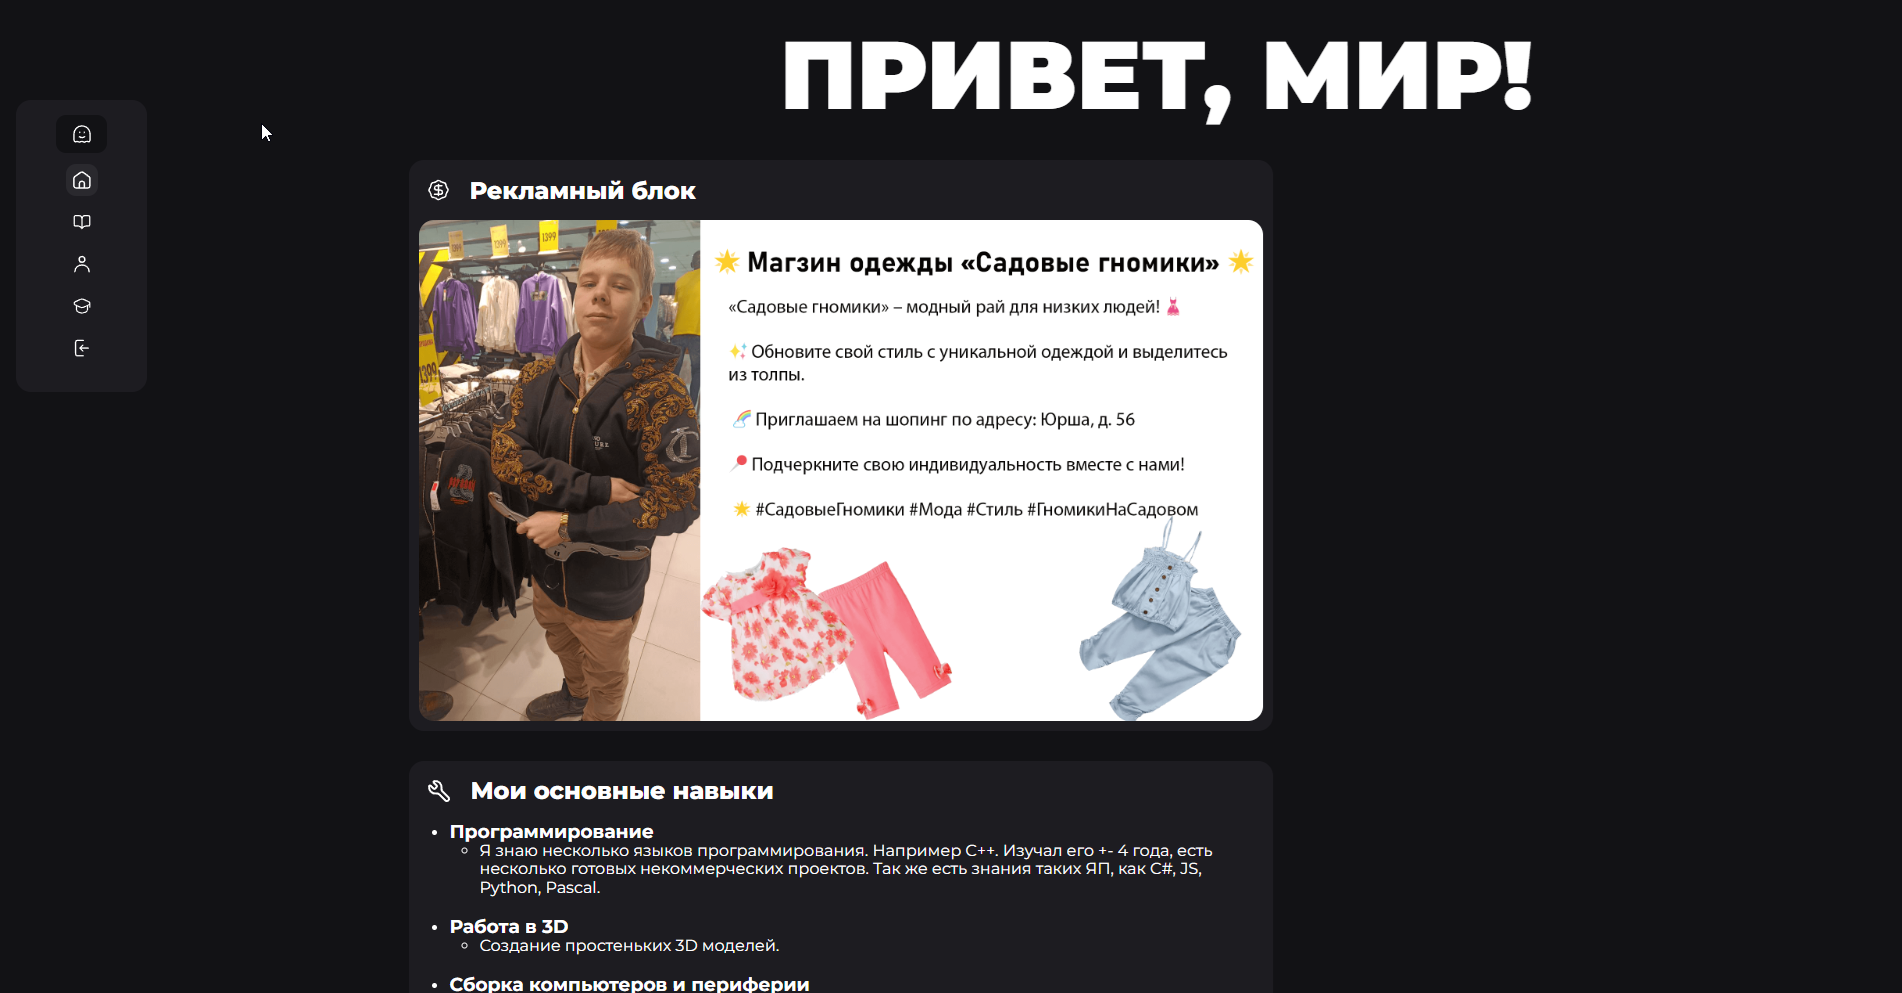 ПРИВЕТ, МИР!
Рекламный блок
1399
1399
1399
1399
Магзин одежды «Садовые гномики»
«Садовые гномики» – модный рай для низких людей!
Обновите свой стиль с уникальной одеждой и выделитесь
из толпы.
Приглашаем на шопинг по адресу: Юрша, д. 56
Подчеркните свою индивидуальность вместе с нами!
#СадовыеГномики #Мода #Стиль #ГномикиНаСадовом
Мои основные навыки
• Программирование
◦ Я знаю несколько языков программирования. Например C++. Изучал его +- 4 года, есть
несколько готовых некоммерческих проектов. Так же есть знания таких ЯП, как C#, JS,
Python, Pascal.
• Работа в 3D
◦ Создание простеньких 3D моделей.
• Сборка компьютеров и периферии